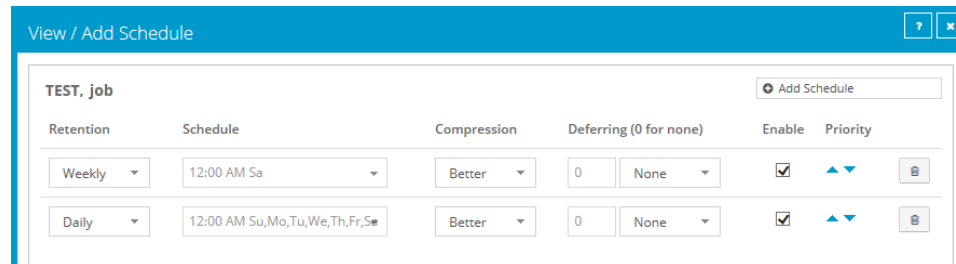 View / Add Schedule ? ×
TEST, job Add Schedule
Retention Schedule Compression Deferring (0 for none) Enable Priority
Weekly 12:00 AM Sa Better 0 None
Daily 12:00 AM Su,Mo,Tu,We,Th,Fr,Sa Better 0 None